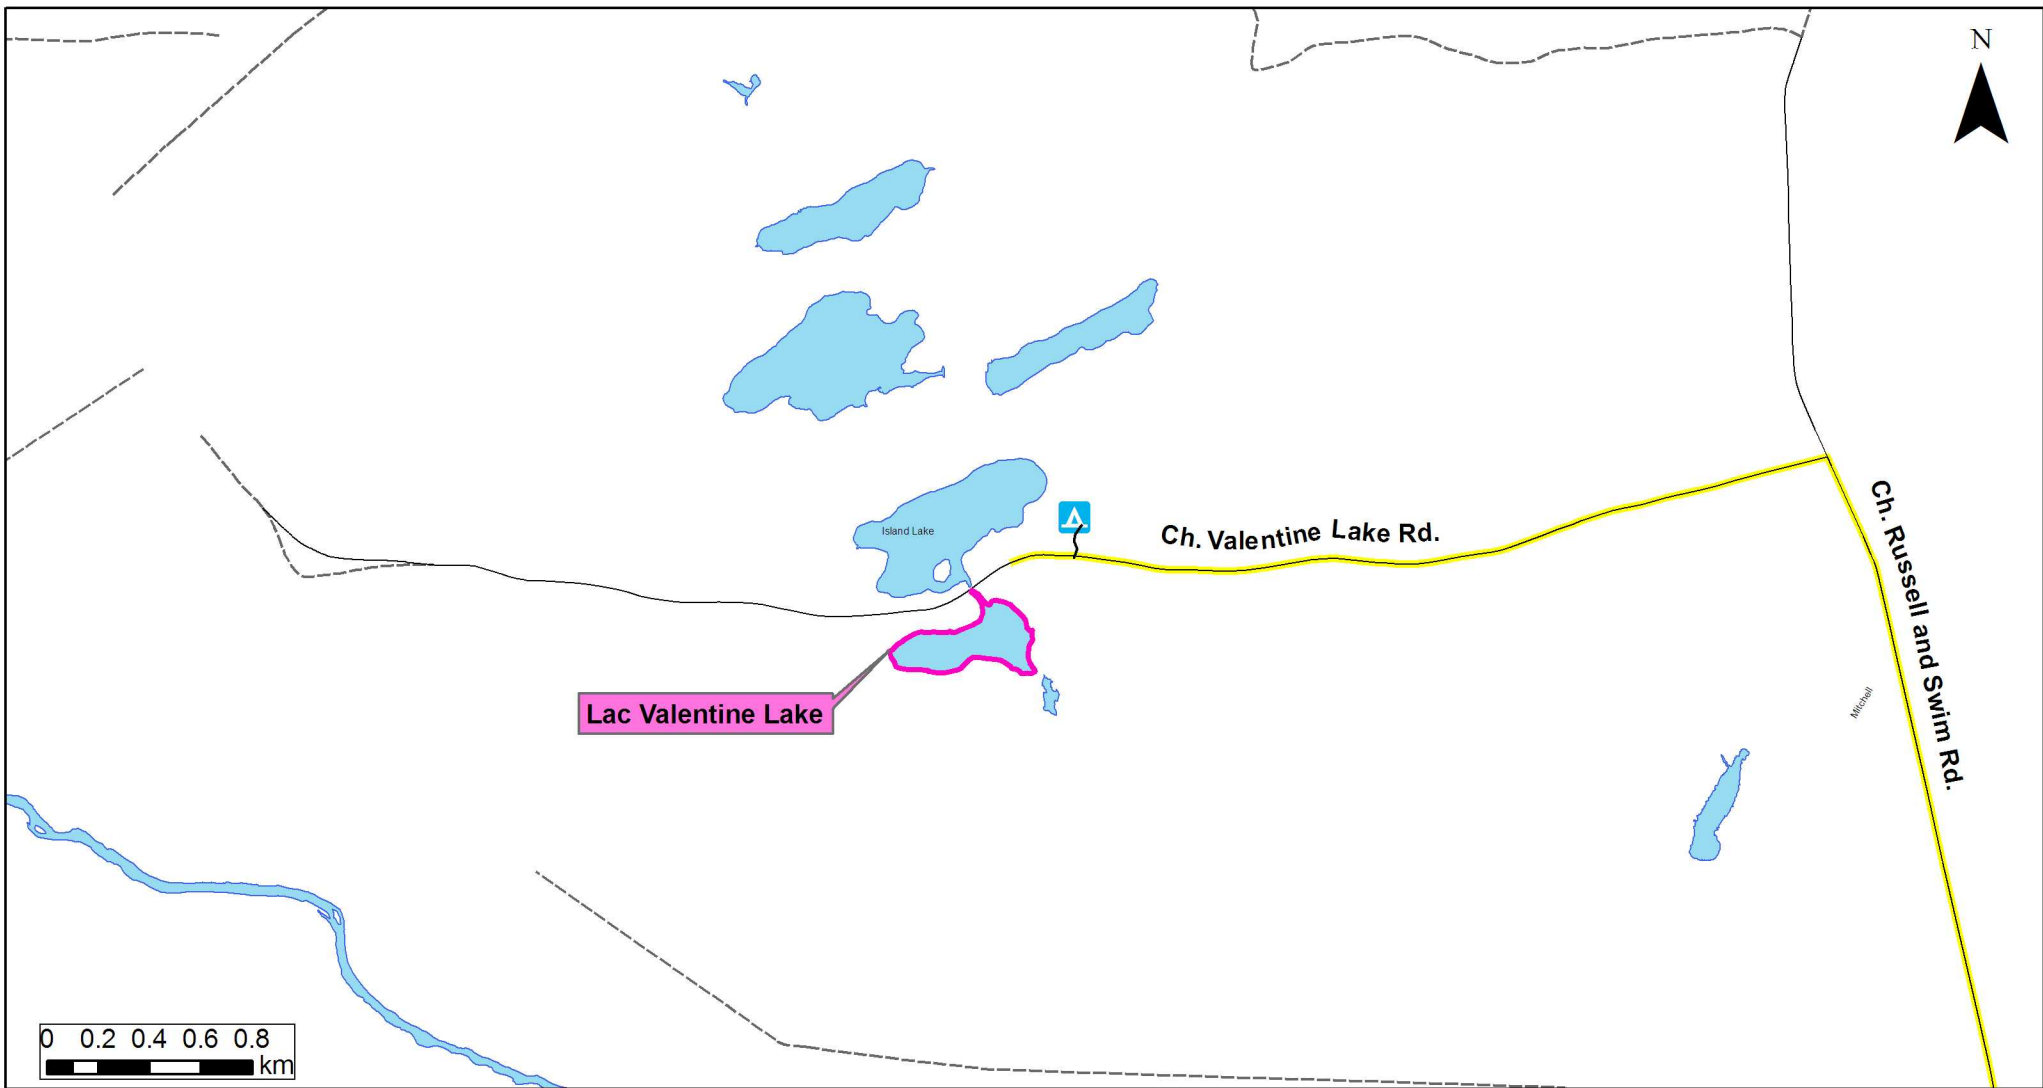 N
Island Lake
Ch. Valentine Lake Rd.
Ch. Russell and Swim Rd.
Mitchell
Lac Valentine Lake
0 0.2 0.4 0.6 0.8
km